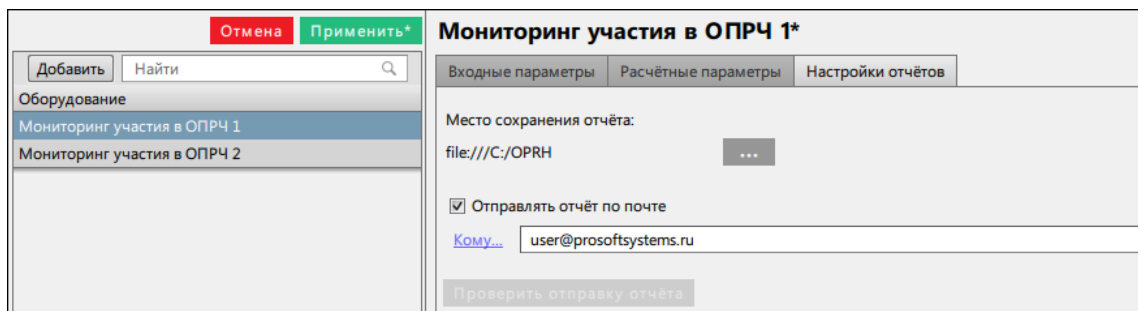 Отмена Применить*
Добавить Найти
Оборудование
Мониторинг участия в ОПРЧ 1
Мониторинг участия в ОПРЧ 2
Мониторинг участия в ОПРЧ 1*
Входные параметры Расчётные параметры Настройки отчётов
Место сохранения отчёта:
file:///C:/OPRH ...
Отправлять отчёт по почте
Кому... user@prosoftsystems.ru
Проверить отправку отчёта